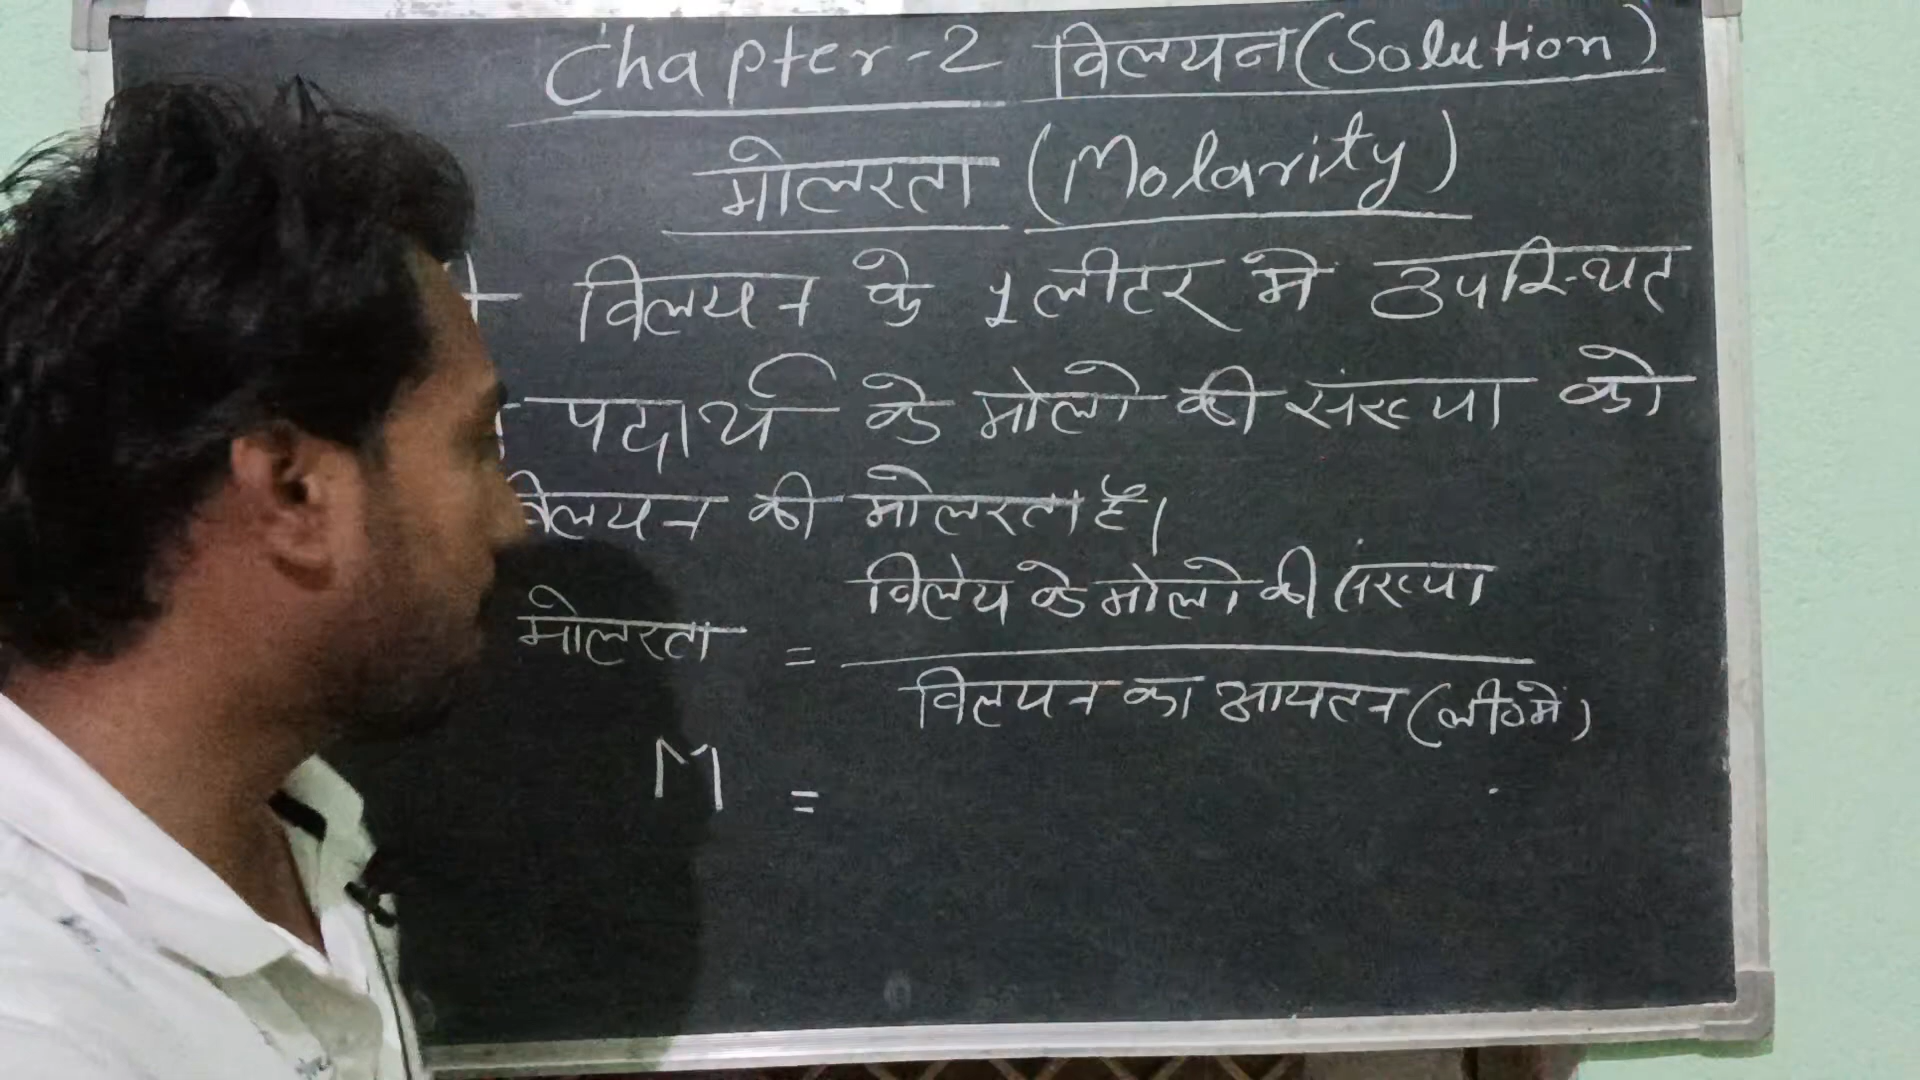 Chapter-2 विलयन (Solution)
मोलरता (Molarity)
विलयन के 1 लीटर मे उपस्थित
पदार्थ के मोलो की संख्या को
विलयन की मोलरता है।
विलेय के मोलो की संख्या
मोलरता =
विलयन का आयतन (ली० में)
M =